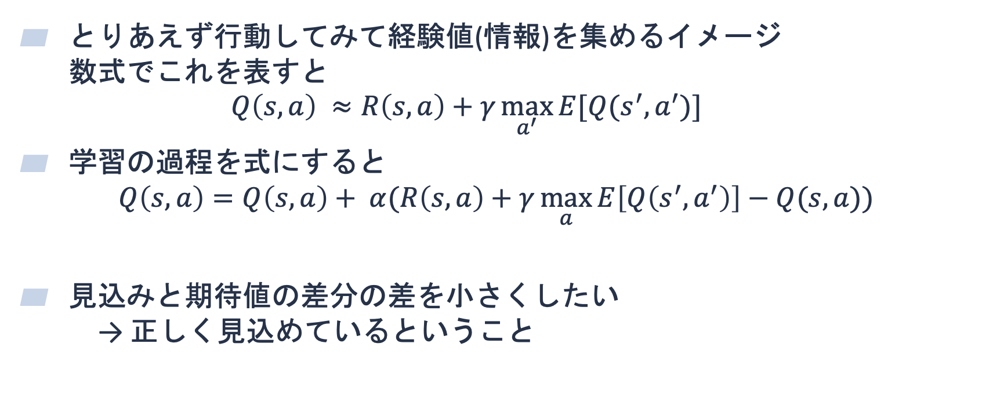 とりあえず行動してみて経験値(情報)を集めるイメージ
数式でこれを表すと
Q(s,a) ≈ R(s,a) + γ max_{a′} E[Q(s′,a′)]
学習の過程を式にすると
Q(s,a) = Q(s,a) + α(R(s,a) + γ max_{a} E[Q(s′,a′)] − Q(s,a))
見込みと期待値の差分の差を小さくしたい
→ 正しく見込めているということ